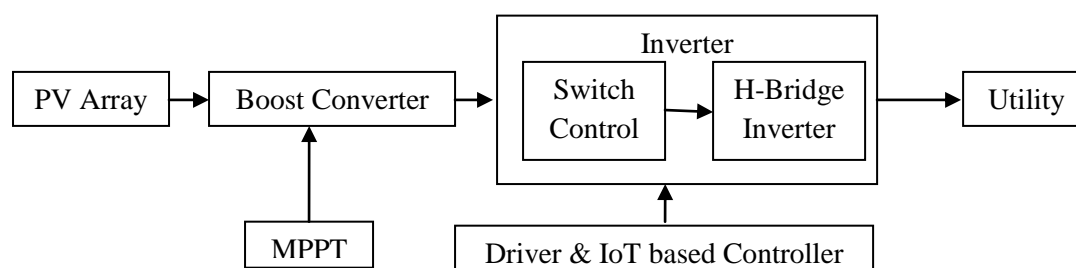 Inverter
PV Array
Boost Converter
Switch
Control
H-Bridge
Inverter
Utility
MPPT
Driver & IoT based Controller